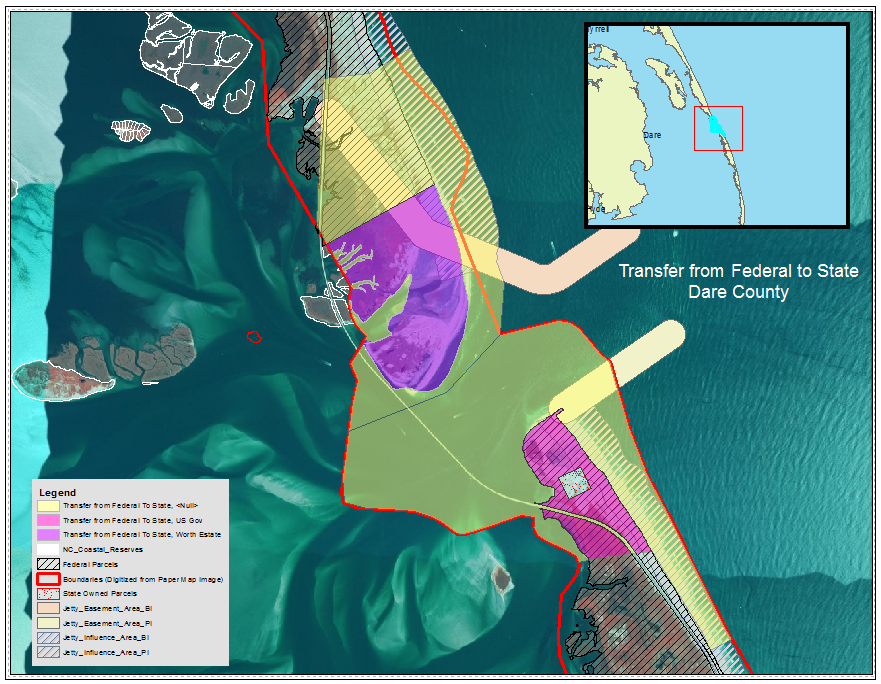 yrrell
Dare
yde
Transfer from Federal to State
Dare County
Legend
Transfer from Federal To State, <Null>
Transfer from Federal To State, US Gov
Transfer from Federal To State, Worth Estate
NC_Coastal_Reserves
Federal Parcels
Boundaries (Digitized from Paper Map Image)
State Owned Parcels
Jetty_Easement_Area_BI
Jetty_Easement_Area_PI
Jetty_Influence_Area_BI
Jetty_Influence_Area_PI